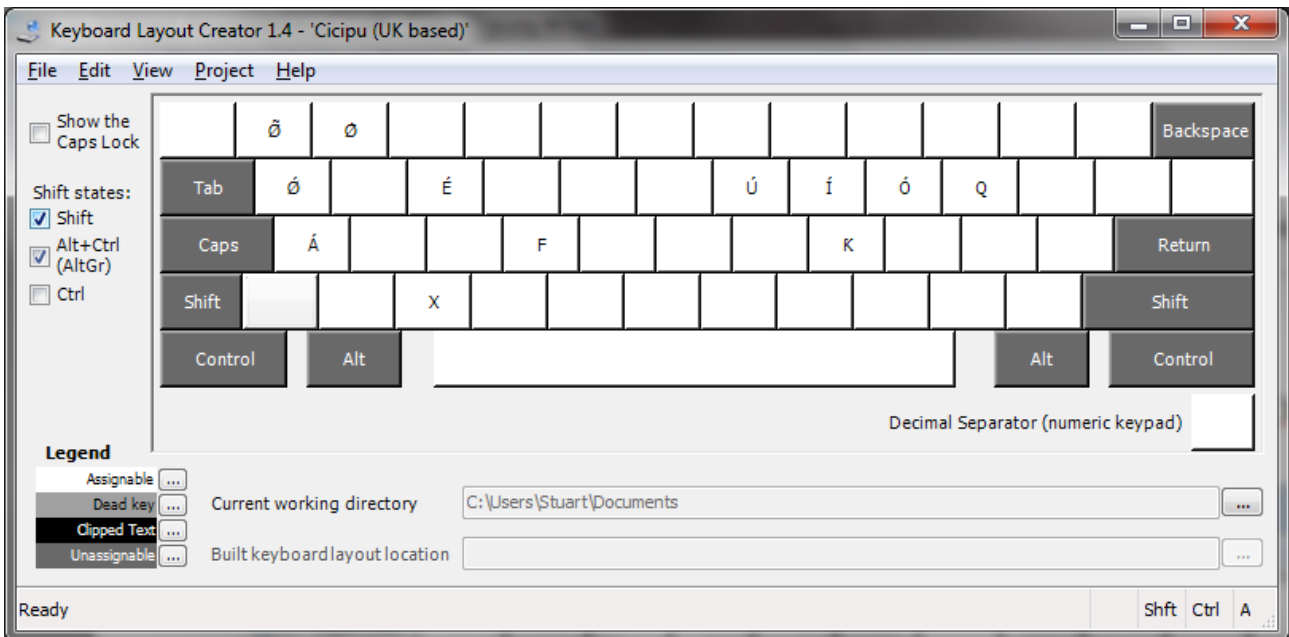 Keyboard Layout Creator 1.4 - 'Cicipu (UK based)'
File Edit View Project Help
Show the
Caps Lock
Ø̃ Ø Backspace
Shift states:
Tab Ǿ É Ú Í Ó Q
Shift
Alt+Ctrl
(AltGr)
Caps Á F K Return
Ctrl
Shift X Shift
Control Alt Alt Control
Decimal Separator (numeric keypad)
Legend
Assignable ...
Dead key ...
Clipped Text ...
Unassignable ...
Current working directory C:\Users\Stuart\Documents ...
Built keyboard layout location ...
Ready Shft Ctrl A